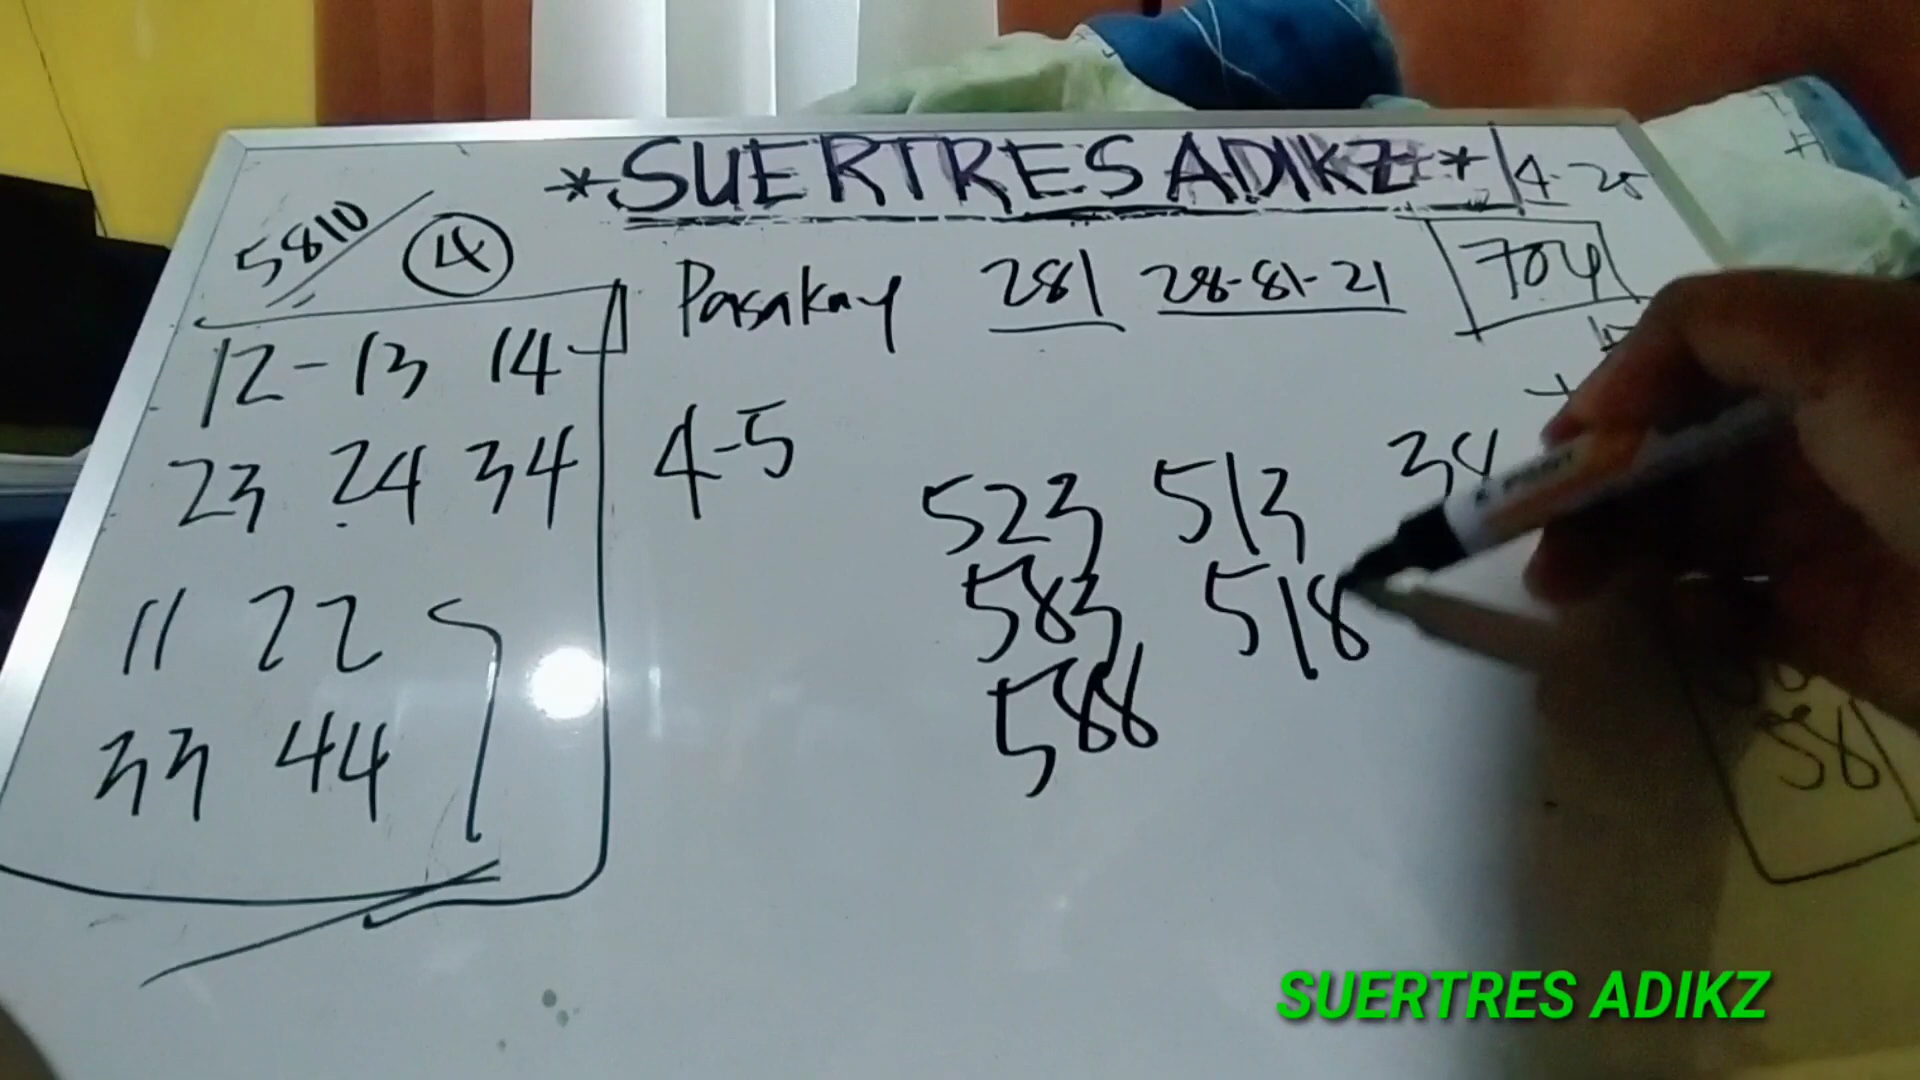 *SUERTRES ADIKZ* 4-25
5810 14
Pasakay 281 28-81-21 704
12-13 14
23 24 34
4-5
523 513
583 518
588
11 22
33 44
581
SUERTRES ADIKZ